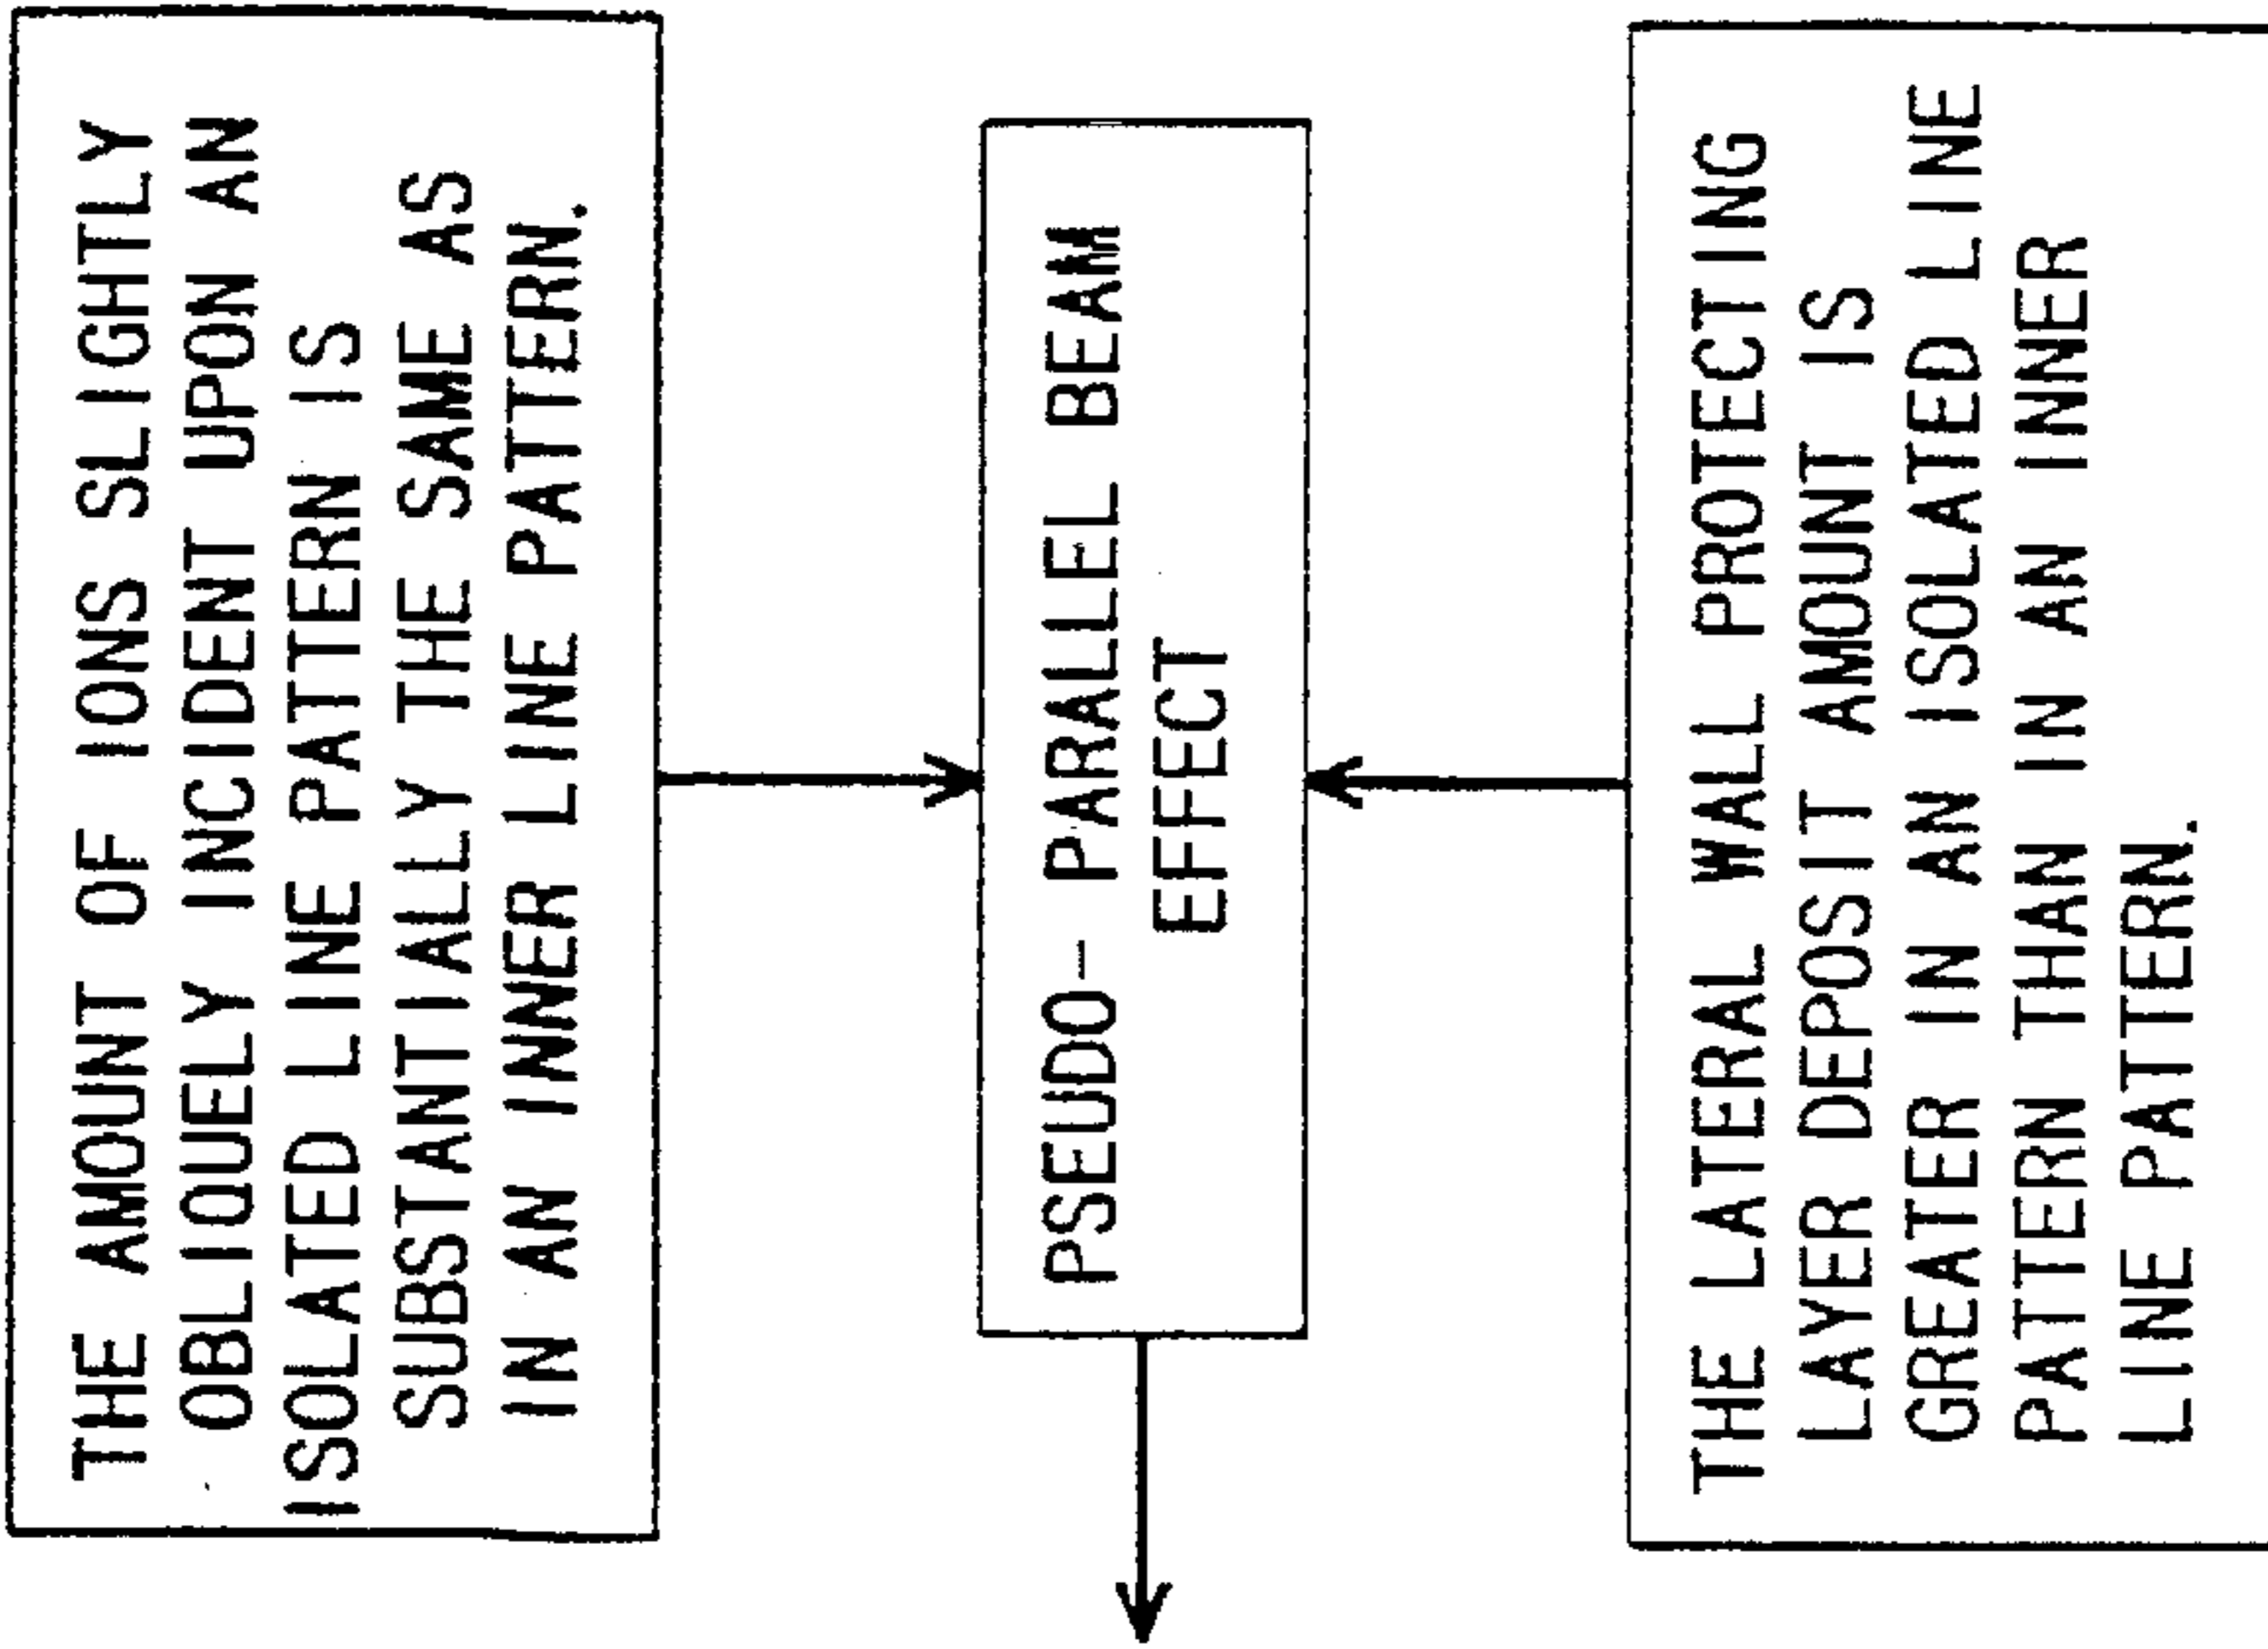 THE AMOUNT OF IONS SLIGHTLY
OBLIQUELY INCIDENT UPON AN
ISOLATED LINE PATTERN IS
SUBSTANTIALLY THE SAME AS
IN AN INNER LINE PATTERN.
PSEUDO- PARALLEL BEAM
EFFECT
THE LATERAL WALL PROTECTING
LAYER DEPOSIT AMOUNT IS
GREATER IN AN ISOLATED LINE
PATTERN THAN IN AN INNER
LINE PATTERN.